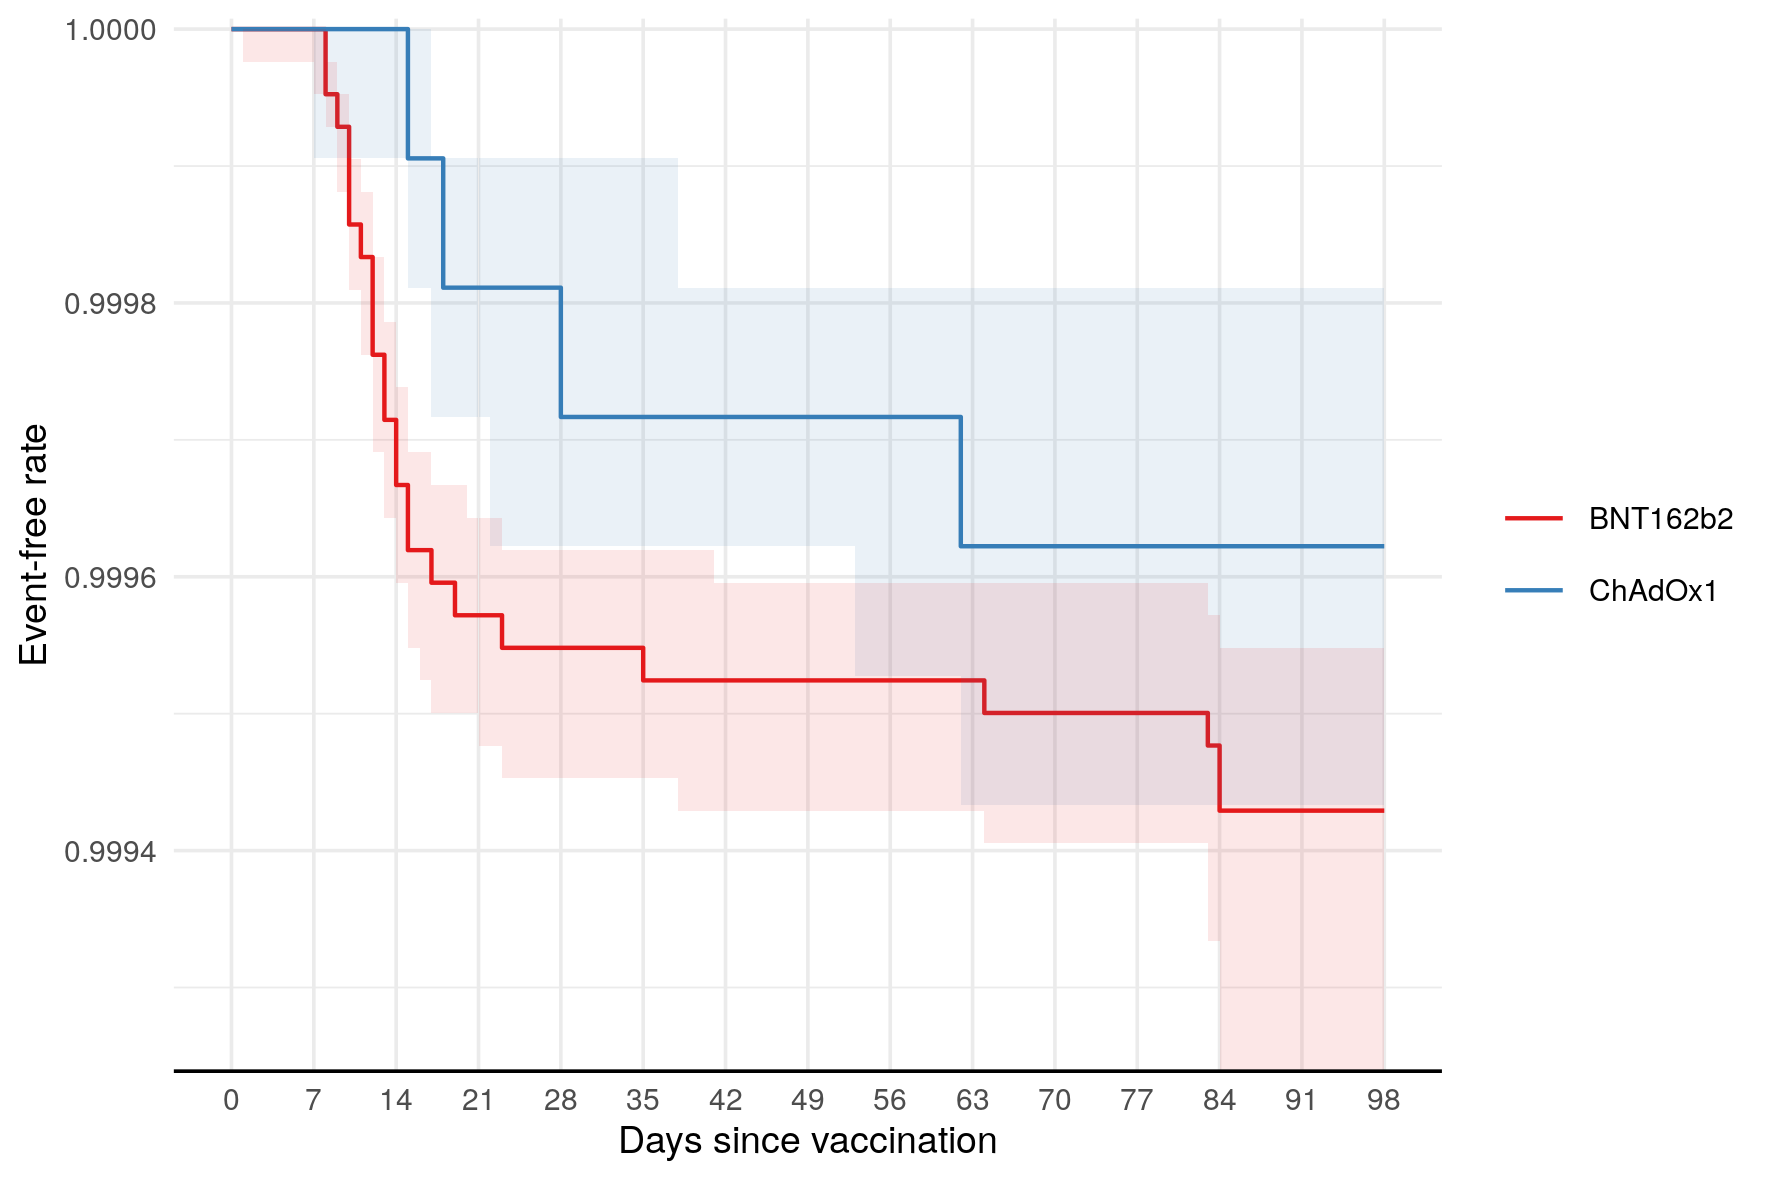 1.0000
0.9998
0.9996
0.9994
Event-free rate
0 7 14 21 28 35 42 49 56 63 70 77 84 91 98
Days since vaccination
BNT162b2
ChAdOx1